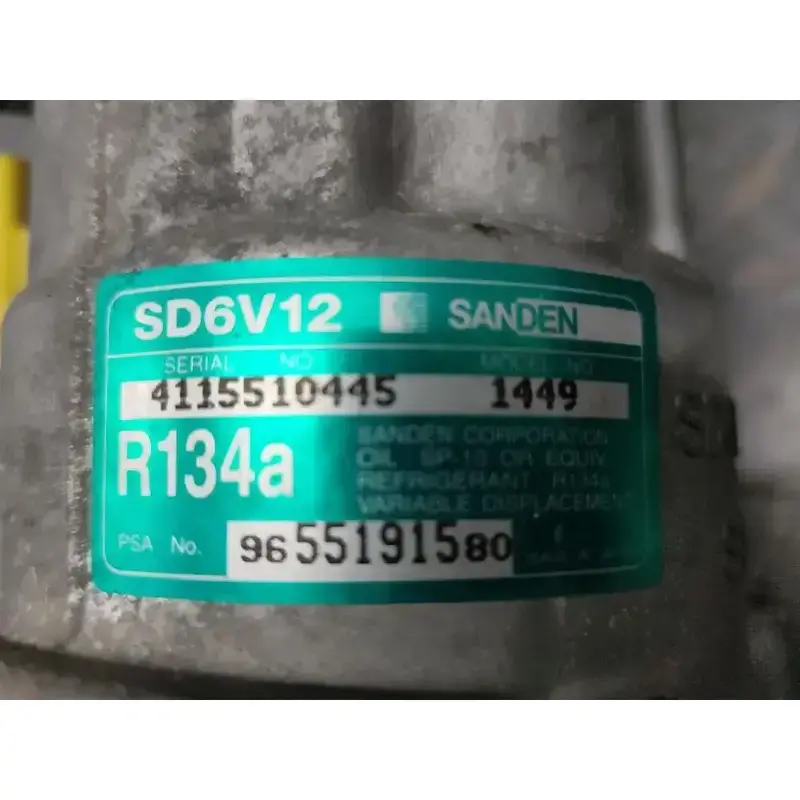 SD6V12 SANDEN
SERIAL NO. MODEL NO.
4115510445 1449
R134a
SANDEN CORPORATION
OIL SP-10 OR EQUIV.
REFRIGERANT R134a
VARIABLE DISPLACEMENT
PSA No. 9655191580